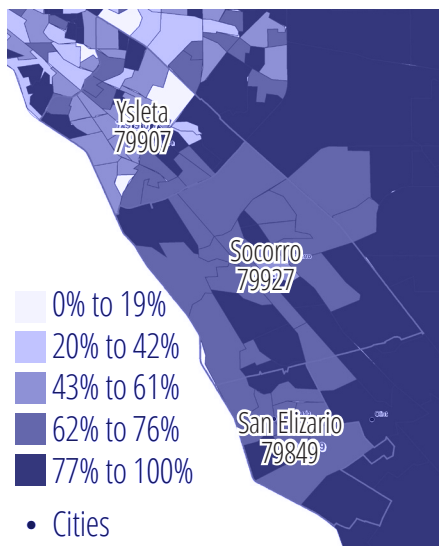 Ysleta
79907
Socorro
79927
San Elizario
79849
Clint
0% to 19%
20% to 42%
43% to 61%
62% to 76%
77% to 100%
• Cities